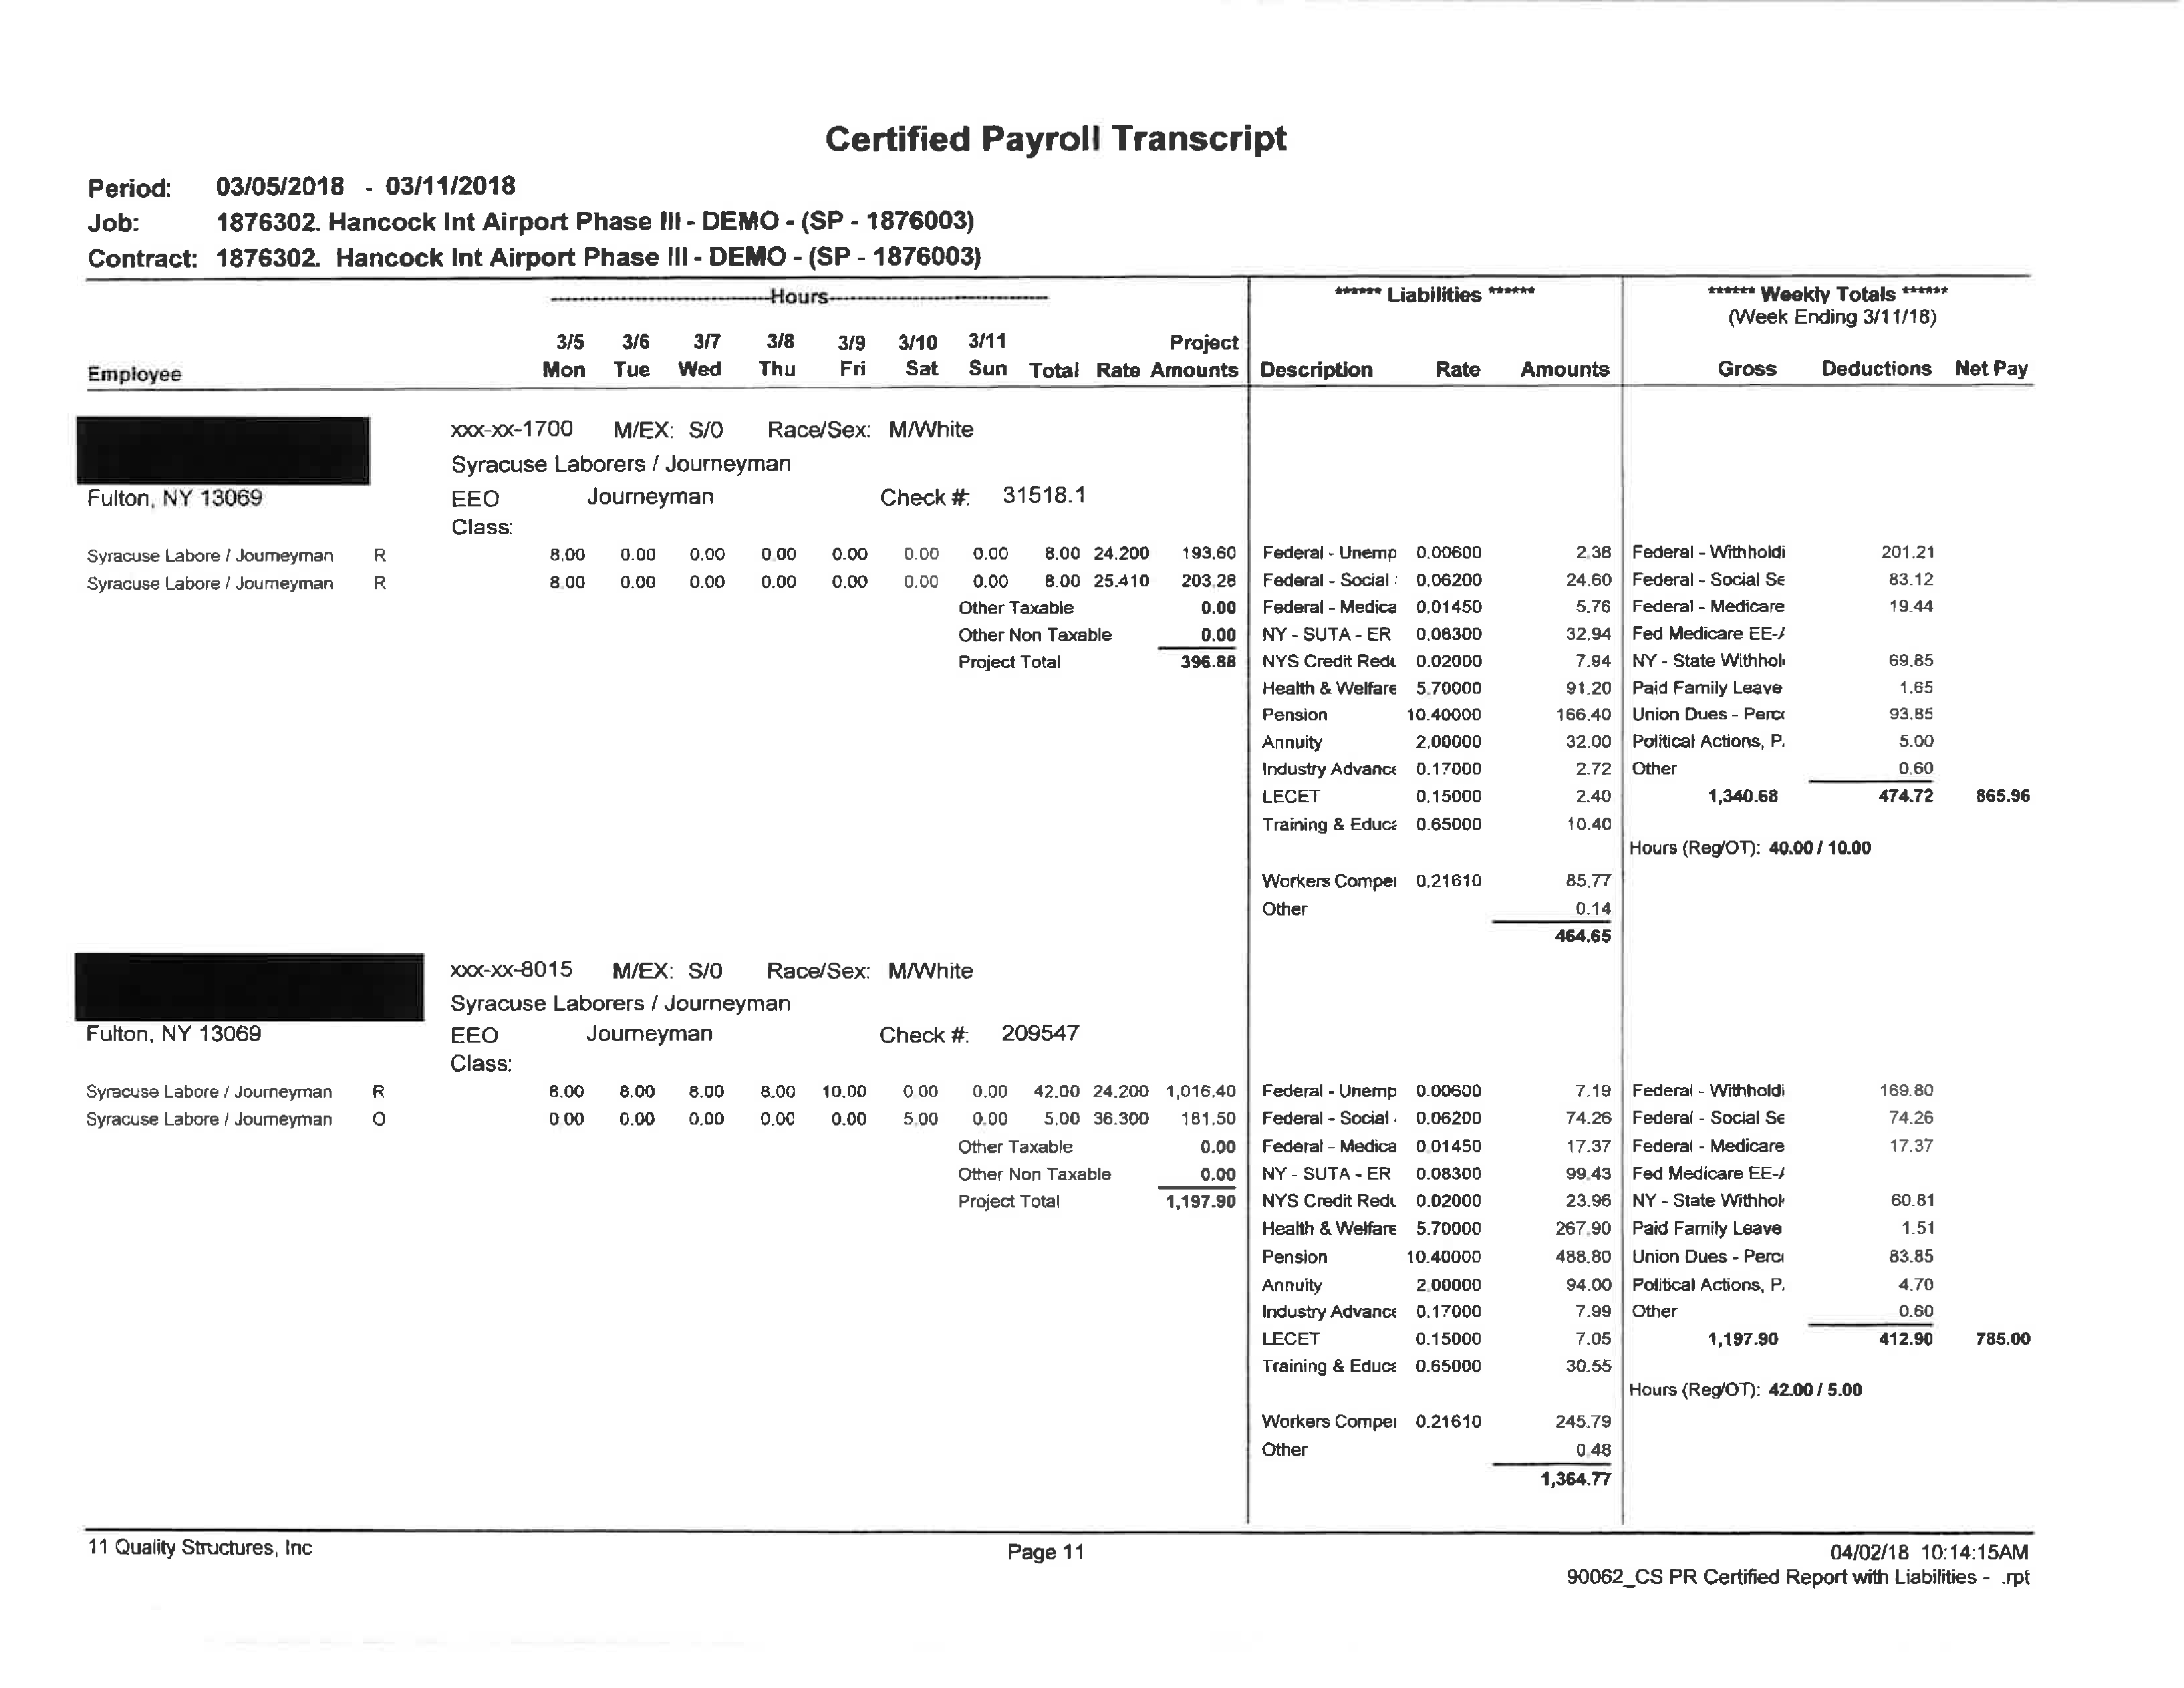 Certified Payroll Transcript
Period: 03/05/2018 - 03/11/2018
Job: 1876302. Hancock Int Airport Phase III - DEMO - (SP - 1876003)
Contract: 1876302. Hancock Int Airport Phase III - DEMO - (SP - 1876003)
Hours ****** Liabilities ****** ****** Weekly Totals ******
(Week Ending 3/11/18)
3/5 3/6 3/7 3/8 3/9 3/10 3/11 Project
Employee Mon Tue Wed Thu Fri Sat Sun Total Rate Amounts Description Rate Amounts Gross Deductions Net Pay
xxx-xx-1700 M/EX: S/0 Race/Sex: M/White
Syracuse Laborers / Journeyman
Fulton, NY 13069 EEO Journeyman Check #: 31518.1
Class:
Syracuse Labore / Journeyman R 8.00 0.00 0.00 0.00 0.00 0.00 0.00 8.00 24.200 193.60 Federal - Unemp 0.00600 2.38 Federal - Withholdi 201.21
Syracuse Labore / Journeyman R 8.00 0.00 0.00 0.00 0.00 0.00 0.00 8.00 25.410 203.28 Federal - Social 0.06200 24.60 Federal - Social Se 83.12
Other Taxable 0.00 Federal - Medica 0.01450 5.76 Federal - Medicare 19.44
Other Non Taxable 0.00 NY - SUTA - ER 0.08300 32.94 Fed Medicare EE-
Project Total 396.88 NYS Credit Redu 0.02000 7.94 NY - State Withhol 69.85
Health & Welfare 5.70000 91.20 Paid Family Leave 1.65
Pension 10.40000 166.40 Union Dues - Perc 93.85
Annuity 2.00000 32.00 Political Actions, P. 5.00
Industry Advance 0.17000 2.72 Other 0.60
LECET 0.15000 2.40 1,340.68 474.72 865.96
Training & Educa 0.65000 10.40
Hours (Reg/OT): 40.00 / 10.00
Workers Compe 0.21610 85.77
Other 0.14
464.65
xxx-xx-8015 M/EX: S/0 Race/Sex: M/White
Syracuse Laborers / Journeyman
Fulton, NY 13069 EEO Journeyman Check #: 209547
Class:
Syracuse Labore / Journeyman R 8.00 8.00 8.00 8.00 10.00 0.00 0.00 42.00 24.200 1,016.40 Federal - Unemp 0.00600 7.19 Federal - Withholdi 169.80
Syracuse Labore / Journeyman O 0.00 0.00 0.00 0.00 0.00 5.00 0.00 5.00 36.300 181.50 Federal - Social 0.06200 74.26 Federal - Social Se 74.26
Other Taxable 0.00 Federal - Medica 0.01450 17.37 Federal - Medicare 17.37
Other Non Taxable 0.00 NY - SUTA - ER 0.08300 99.43 Fed Medicare EE-
Project Total 1,197.90 NYS Credit Redu 0.02000 23.96 NY - State Withhol 60.81
Health & Welfare 5.70000 267.90 Paid Family Leave 1.51
Pension 10.40000 488.80 Union Dues - Perc 83.85
Annuity 2.00000 94.00 Political Actions, P. 4.70
Industry Advance 0.17000 7.99 Other 0.60
LECET 0.15000 7.05 1,197.90 412.90 785.00
Training & Educa 0.65000 30.55
Hours (Reg/OT): 42.00 / 5.00
Workers Compe 0.21610 245.79
Other 0.48
1,364.77
11 Quality Structures, Inc Page 11 04/02/18 10:14:15AM
90062_CS PR Certified Report with Liabilities - .rpt